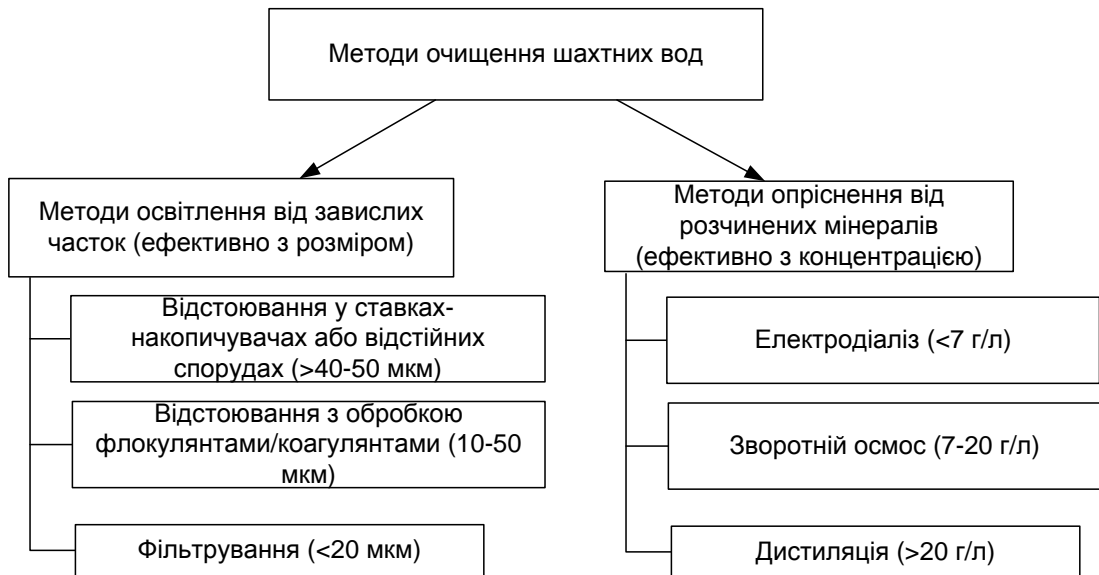 Методи очищення шахтних вод
Методи освітлення від завислих
часток (ефективно з розміром)
Відстоювання у ставках-
накопичувачах або відстійних
спорудах (>40-50 мкм)
Відстоювання з обробкою
флокулянтами/коагулянтами (10-50
мкм)
Фільтрування (<20 мкм)
Методи опріснення від
розчинених мінералів
(ефективно з концентрацією)
Електродіаліз (<7 г/л)
Зворотній осмос (7-20 г/л)
Дистиляція (>20 г/л)